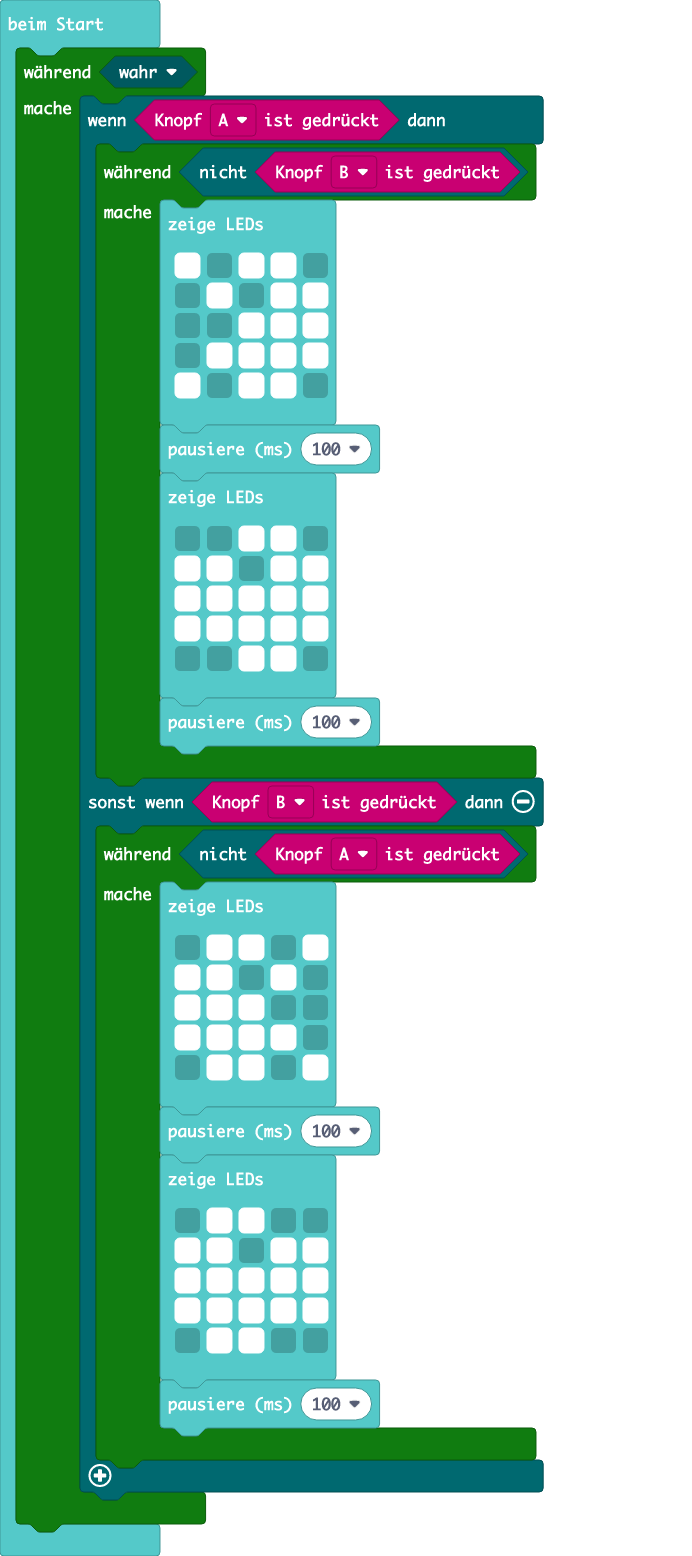 beim Start
während wahr
mache wenn Knopf A ist gedrückt dann
während nicht Knopf B ist gedrückt
mache zeige LEDs
pausiere (ms) 100
zeige LEDs
pausiere (ms) 100
sonst wenn Knopf B ist gedrückt dann
während nicht Knopf A ist gedrückt
mache zeige LEDs
pausiere (ms) 100
zeige LEDs
pausiere (ms) 100